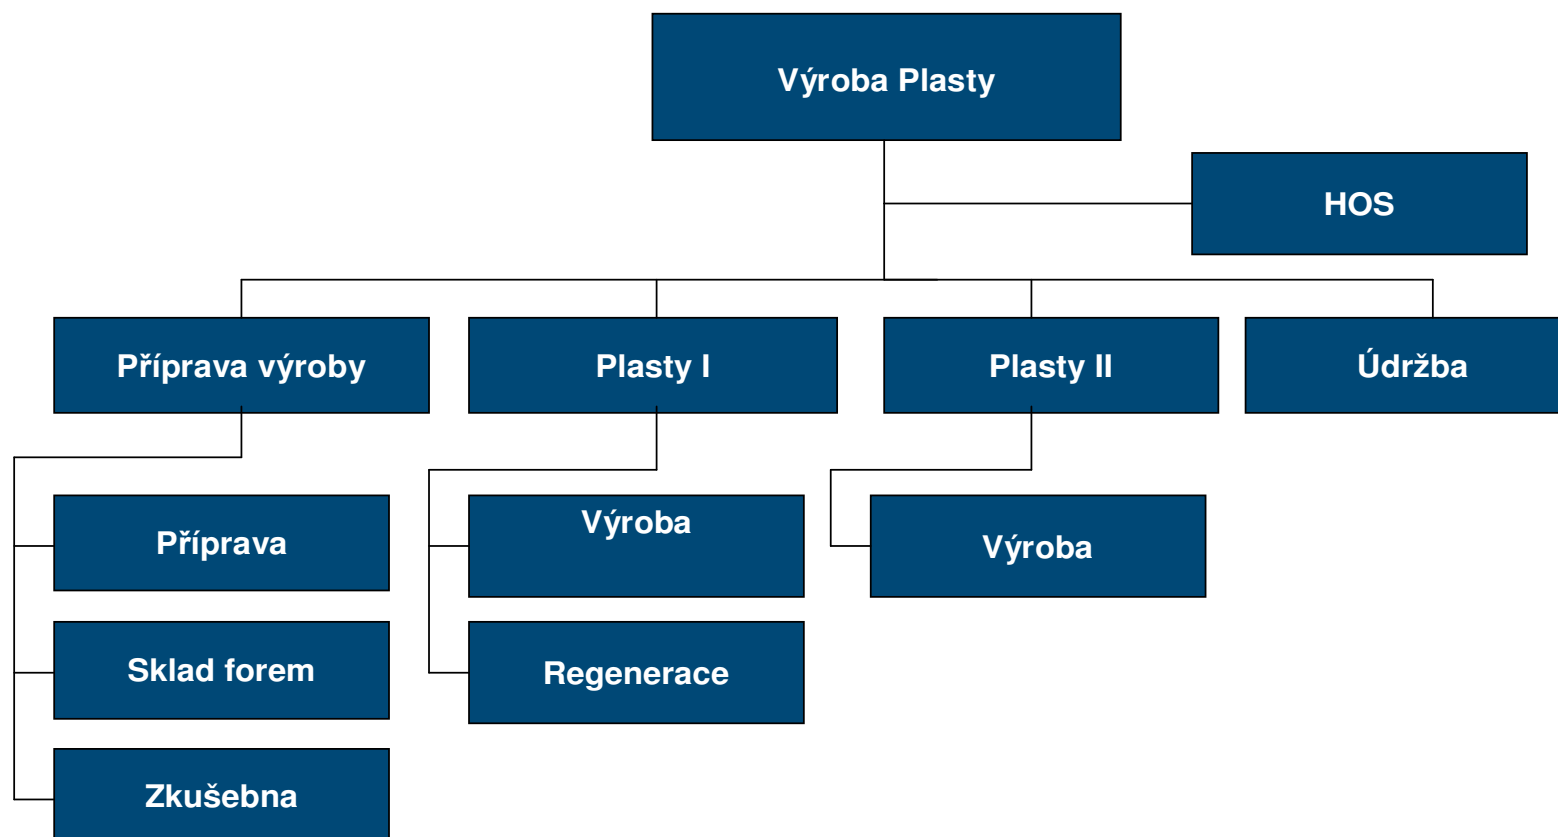 Výroba Plasty
HOS
Příprava výroby
Plasty I
Plasty II
Údržba
Příprava
Výroba
Výroba
Sklad forem
Regenerace
Zkušebna